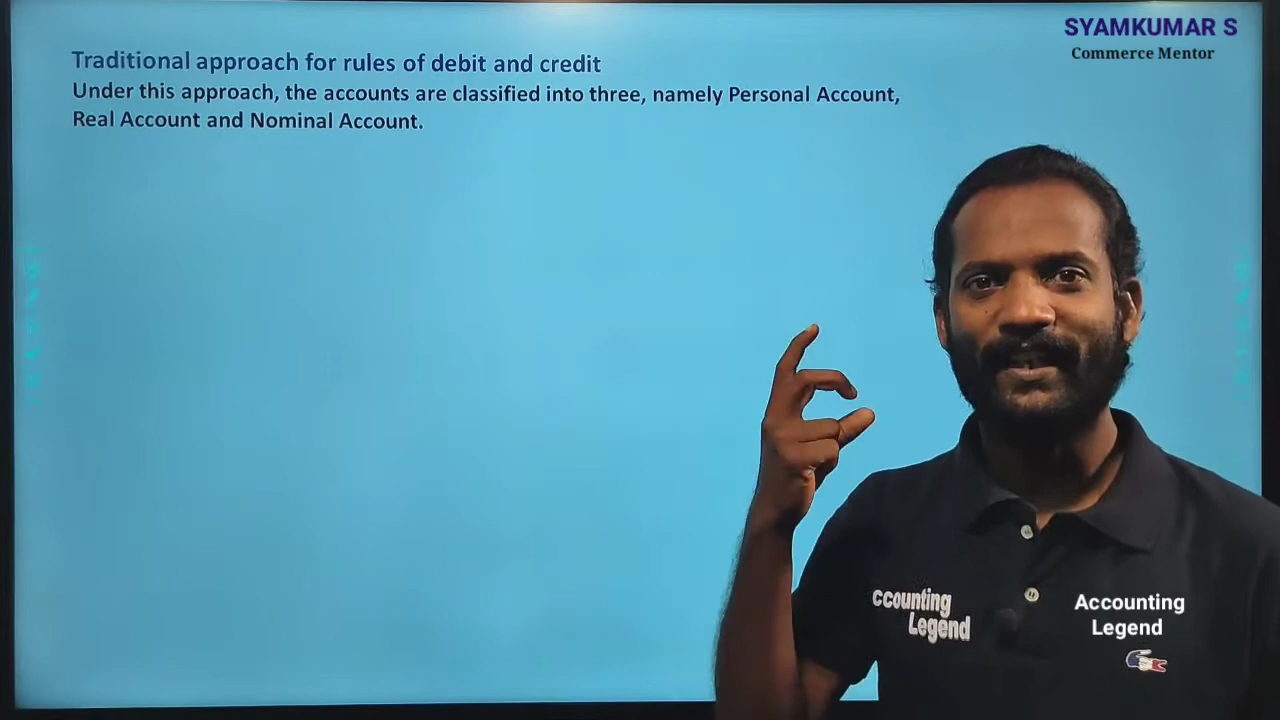 SYAMKUMAR S
Commerce Mentor
Traditional approach for rules of debit and credit
Under this approach, the accounts are classified into three, namely Personal Account,
Real Account and Nominal Account.
ccounting
Legend
Accounting
Legend